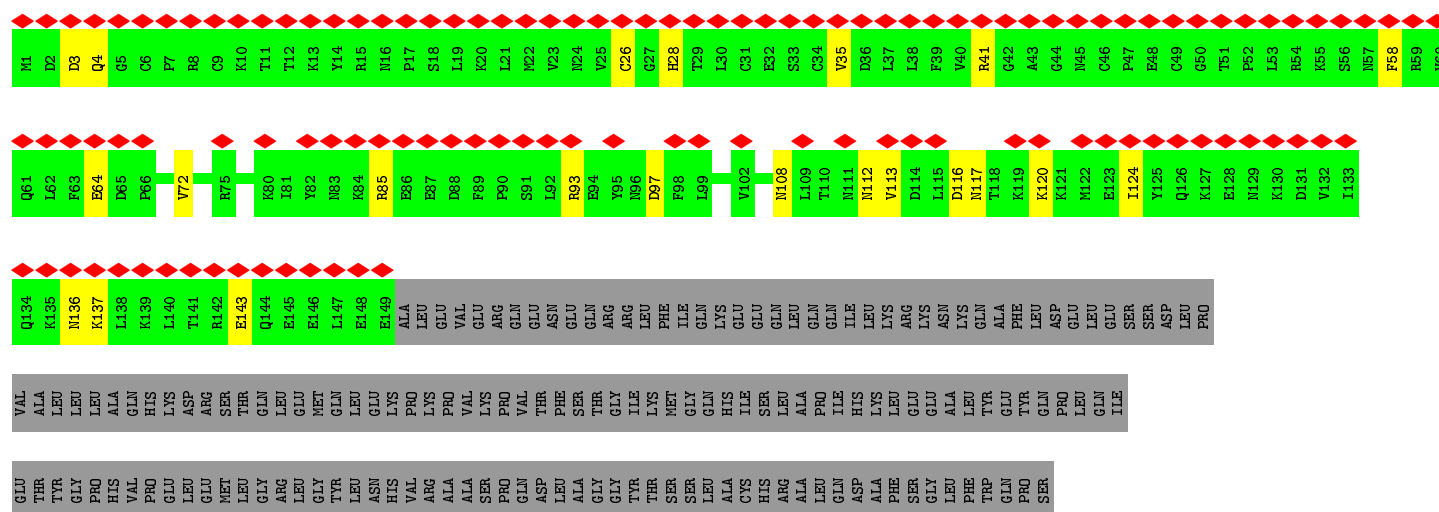 M1 D2 D3 Q4 G5 C6 P7 R8 C9 K10 T11 T12 K13 Y14 R15 N16 P17 S18 L19 K20 L21 M22 V23 N24 V25 C26 G27 H28 T29 L30 C31 E32 S33 C34 V35 D36 L37 L38 F39 V40 R41 G42 A43 G44 N45 C46 P47 E48 C49 G50 T51 P52 L53 R54 K55 S56 N57 F58 R59 V60
Q61 L62 F63 E64 D65 P66 V72 R75 K80 I81 Y82 N83 K84 R85 E86 E87 D88 F89 P90 S91 L92 R93 E94 Y95 N96 D97 F98 L99 V102 N108 L109 T110 N111 N112 V113 D114 L115 D116 N117 T118 K119 K120 K121 M122 E123 I124 Y125 Q126 K127 E128 N129 K130 D131 V132 I133
Q134 K135 N136 K137 L138 K139 L140 T141 R142 E143 Q144 E145 E146 L147 E148 E149 ALA LEU GLU VAL GLU ARG GLN GLU ASN GLU GLN ARG ARG LEU PHE ILE GLN LYS GLU GLU GLN LEU GLN GLN ILE LEU LYS ARG LYS ASN LYS GLN ALA PHE LEU ASP GLU LEU GLU SER SER ASP LEU PRO
VAL ALA LEU LEU LEU ALA GLN HIS LYS ASP ARG SER THR GLN LEU GLU MET GLN LEU GLU LYS PRO LYS PRO VAL LYS PRO VAL THR PHE SER THR GLY ILE LYS MET GLY GLN HIS ILE SER LEU ALA PRO ILE HIS LYS LEU GLU GLU ALA LEU TYR GLU TYR GLN PRO LEU GLN ILE
GLU THR TYR GLY PRO HIS VAL PRO GLU LEU GLU MET LEU GLY ARG LEU GLY TYR LEU ASN HIS VAL ARG ALA ALA SER PRO GLN ASP LEU ALA GLY GLY TYR THR SER SER LEU ALA CYS HIS ARG ALA LEU GLN ASP ALA PHE SER GLY LEU PHE TRP GLN PRO SER